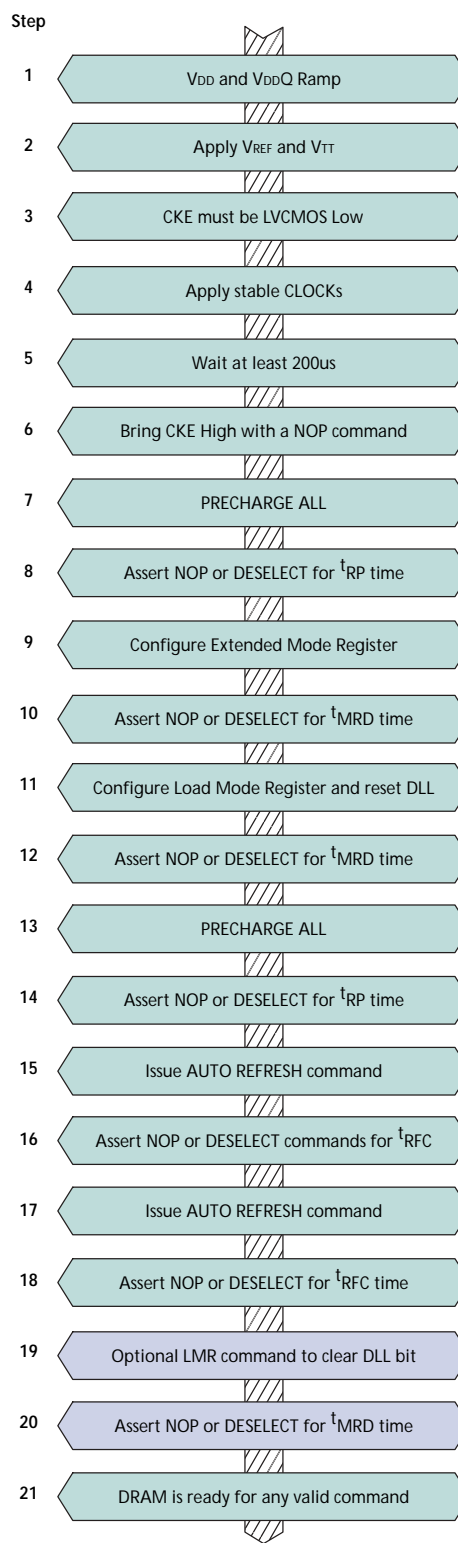 Step
1 VDD and VDDQ Ramp
2 Apply VREF and VTT
3 CKE must be LVCMOS Low
4 Apply stable CLOCKs
5 Wait at least 200us
6 Bring CKE High with a NOP command
7 PRECHARGE ALL
8 Assert NOP or DESELECT for tRP time
9 Configure Extended Mode Register
10 Assert NOP or DESELECT for tMRD time
11 Configure Load Mode Register and reset DLL
12 Assert NOP or DESELECT for tMRD time
13 PRECHARGE ALL
14 Assert NOP or DESELECT for tRP time
15 Issue AUTO REFRESH command
16 Assert NOP or DESELECT commands for tRFC
17 Issue AUTO REFRESH command
18 Assert NOP or DESELECT for tRFC time
19 Optional LMR command to clear DLL bit
20 Assert NOP or DESELECT for tMRD time
21 DRAM is ready for any valid command